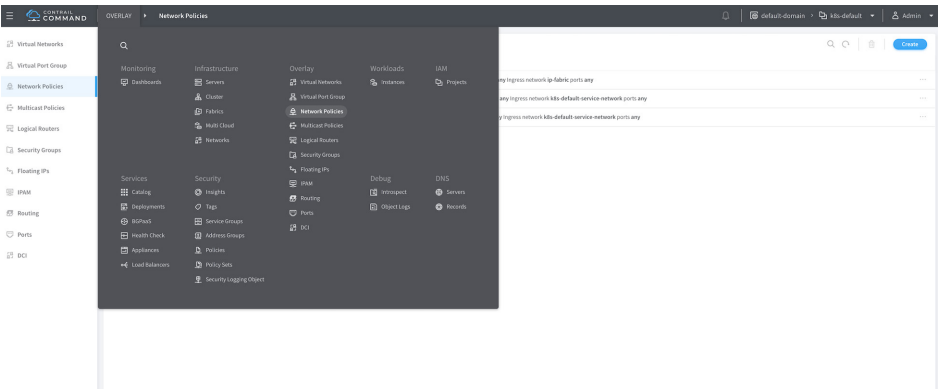 CONTRAIL COMMAND
OVERLAY Network Policies
default-domain k8s-default Admin
Virtual Networks
Virtual Port Group
Network Policies
Multicast Policies
Logical Routers
Security Groups
Floating IPs
IPAM
Routing
Ports
DCI
Monitoring
Dashboards
Infrastructure
Servers
Cluster
Fabrics
Multi Cloud
Networks
Overlay
Virtual Networks
Virtual Port Group
Network Policies
Multicast Policies
Logical Routers
Security Groups
Floating IPs
IPAM
Routing
Ports
DCI
Workloads
Instances
IAM
Projects
Services
Catalog
Deployments
BGPaaS
Health Check
Appliances
Load Balancers
Security
Insights
Tags
Service Groups
Address Groups
Policies
Policy Sets
Security Logging Object
Debug
Introspect
Object Logs
DNS
Servers
Records
Create
ny Ingress network ip-fabric ports any
any Ingress network k8s-default-service-network ports any
y Ingress network k8s-default-service-network ports any